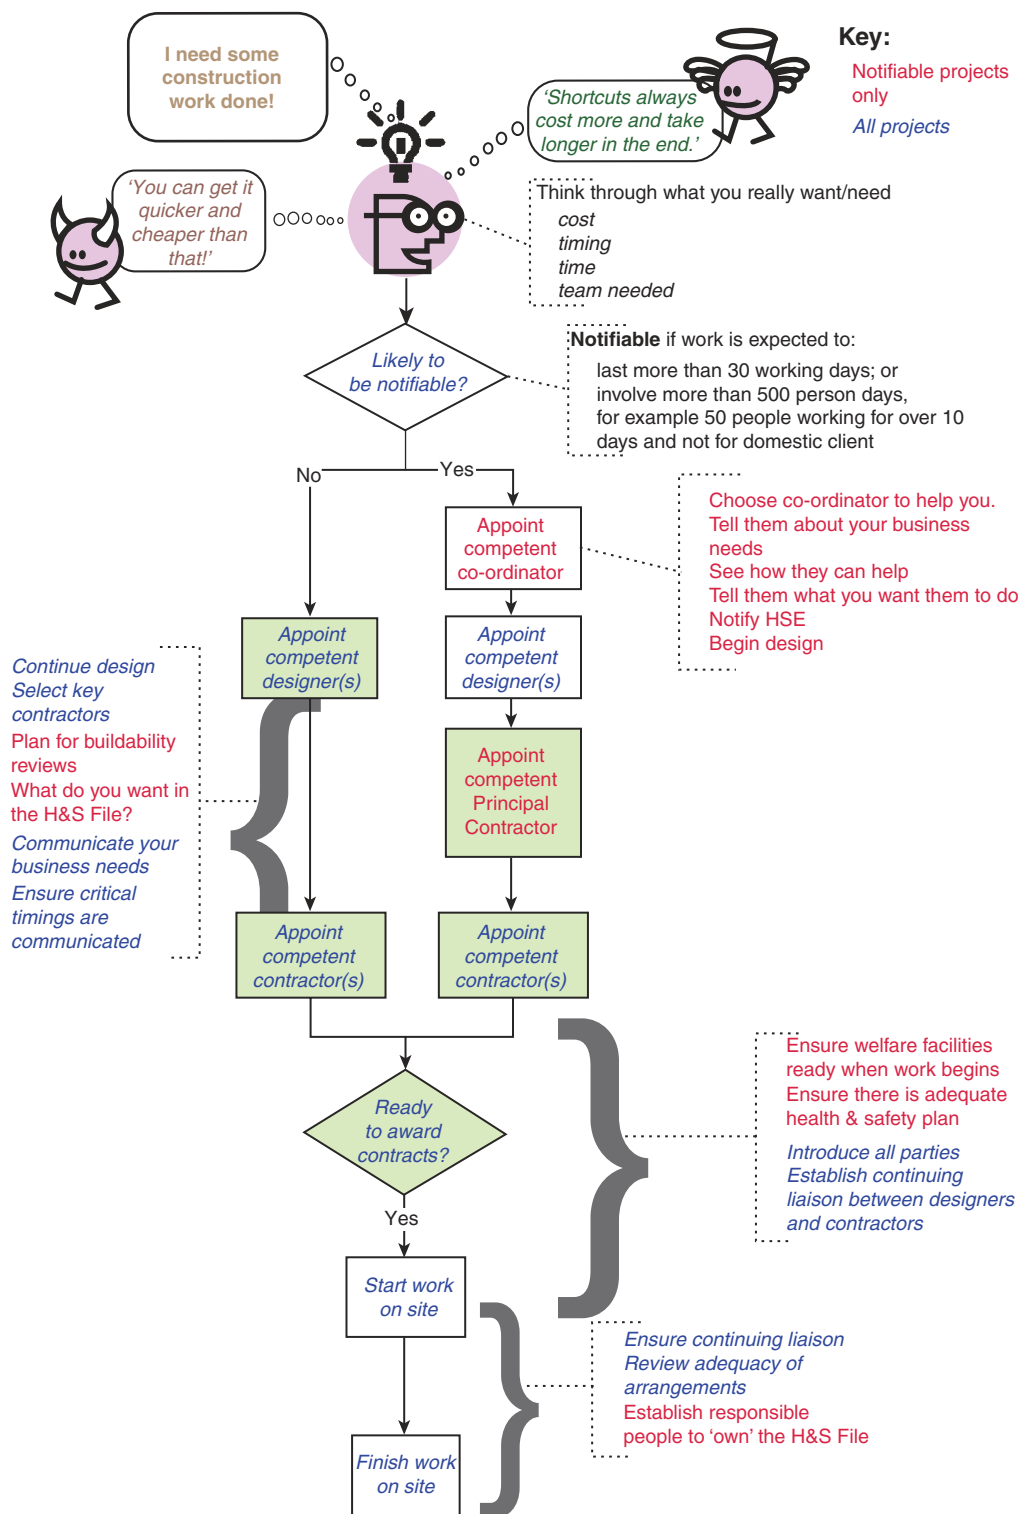 I need some
construction
work done!
Key:
Notifiable projects
only
All projects
'Shortcuts always
cost more and take
longer in the end.'
'You can get it
quicker and
cheaper than
that!'
Think through what you really want/need
cost
timing
time
team needed
Likely to
be notifiable?
Notifiable if work is expected to:
last more than 30 working days; or
involve more than 500 person days,
for example 50 people working for over 10
days and not for domestic client
No
Yes
Appoint
competent
co-ordinator
Choose co-ordinator to help you.
Tell them about your business
needs
See how they can help
Tell them what you want them to do
Notify HSE
Begin design
Appoint
competent
designer(s)
Appoint
competent
designer(s)
Continue design
Select key
contractors
Plan for buildability
reviews
What do you want in
the H&S File?
Communicate your
business needs
Ensure critical
timings are
communicated
Appoint
competent
Principal
Contractor
Appoint
competent
contractor(s)
Appoint
competent
contractor(s)
Ready
to award
contracts?
Ensure welfare facilities
ready when work begins
Ensure there is adequate
health & safety plan
Introduce all parties
Establish continuing
liaison between designers
and contractors
Yes
Start work
on site
Ensure continuing liaison
Review adequacy of
arrangements
Establish responsible
people to 'own' the H&S File
Finish work
on site